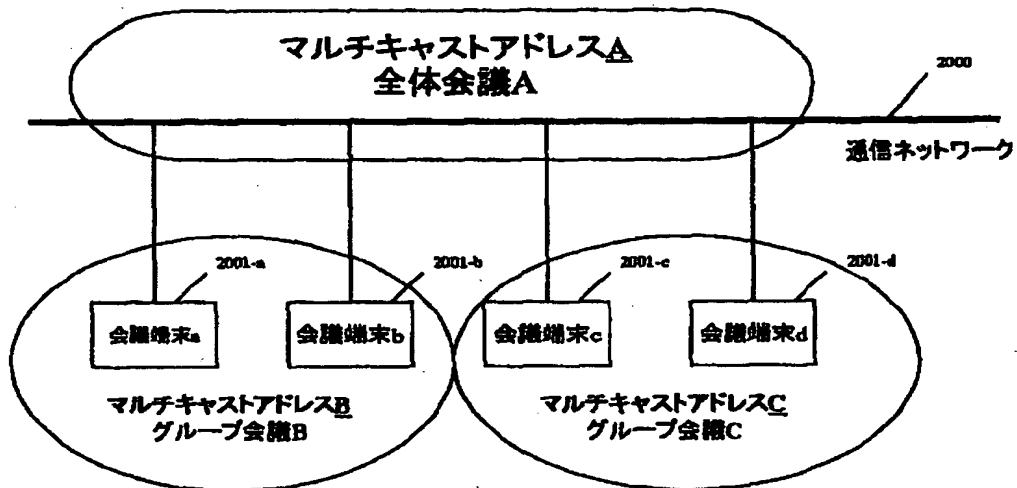 マルチキャストアドレスA
全体会議A
2000
通信ネットワーク
2001-a
2001-b
2001-c
2001-d
会議端末a
会議端末b
会議端末c
会議端末d
マルチキャストアドレスB
グループ会議B
マルチキャストアドレスC
グループ会議C